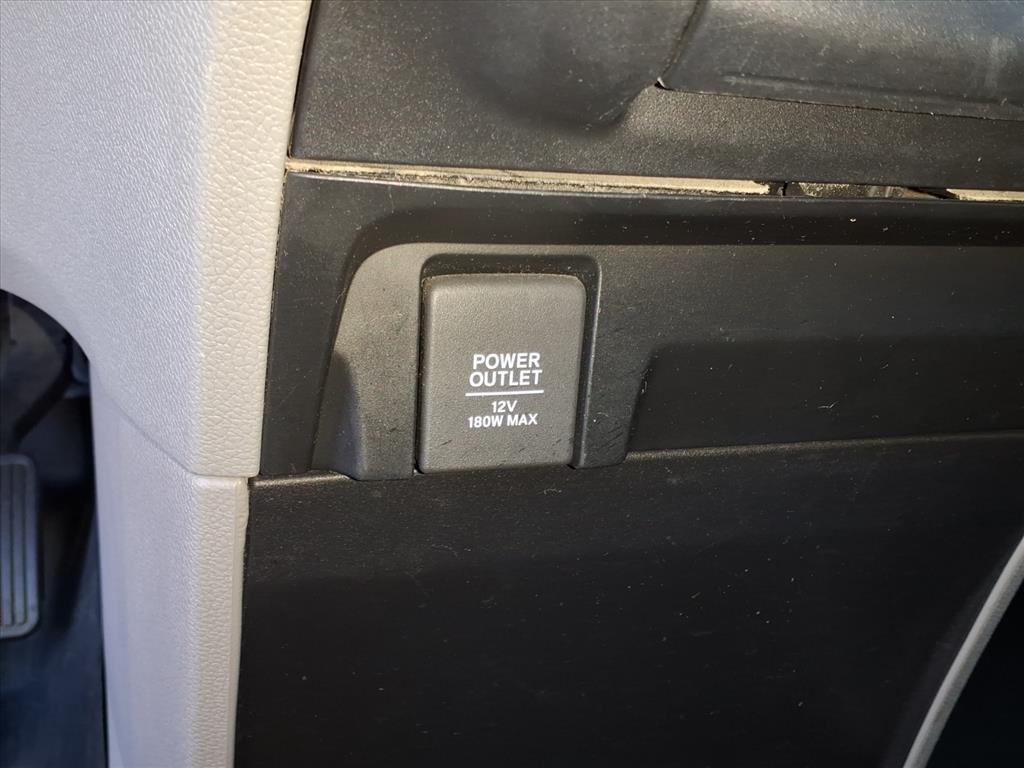 POWER
OUTLET
12V
180W MAX